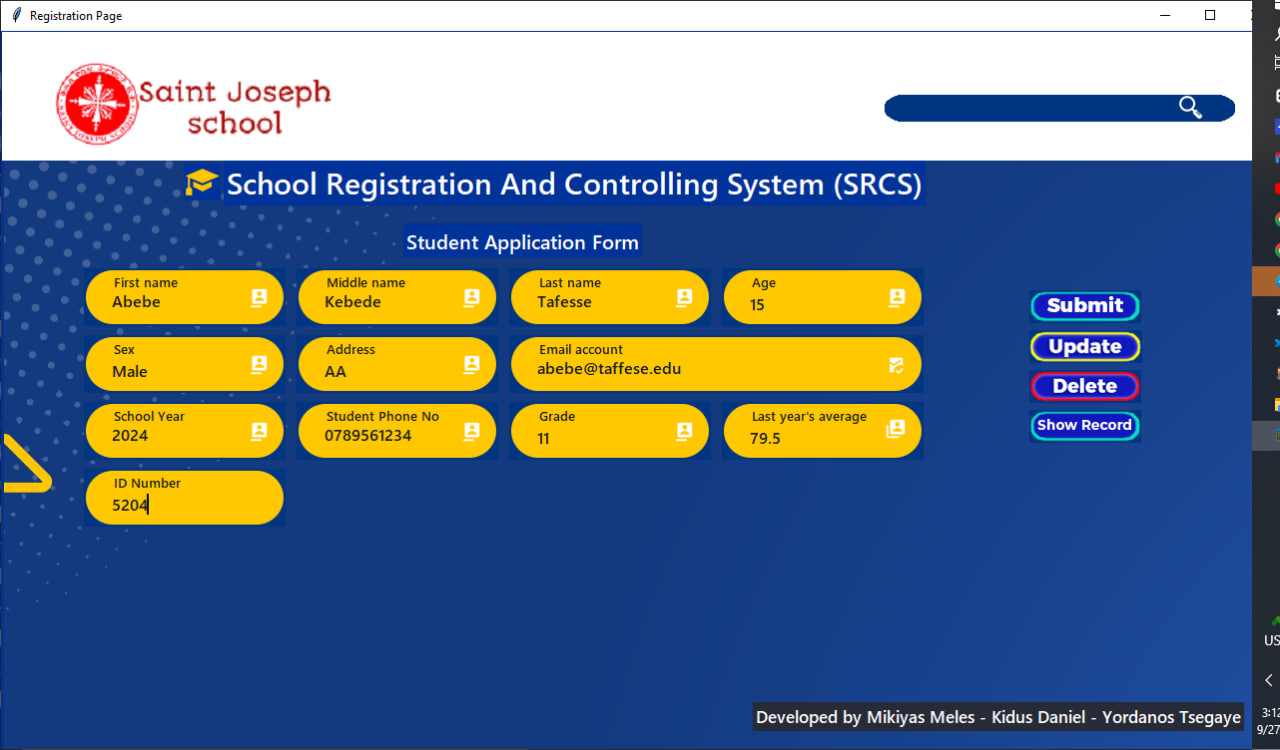 Registration Page
Saint Joseph
school
School Registration And Controlling System (SRCS)
Student Application Form
First name
Abebe
Middle name
Kebede
Last name
Tafesse
Age
15
Sex
Male
Address
AA
Email account
abebe@taffese.edu
School Year
2024
Student Phone No
0789561234
Grade
11
Last year's average
79.5
ID Number
5204
Submit
Update
Delete
Show Record
Developed by Mikiyas Meles - Kidus Daniel - Yordanos Tsegaye
US
3:12
9/27